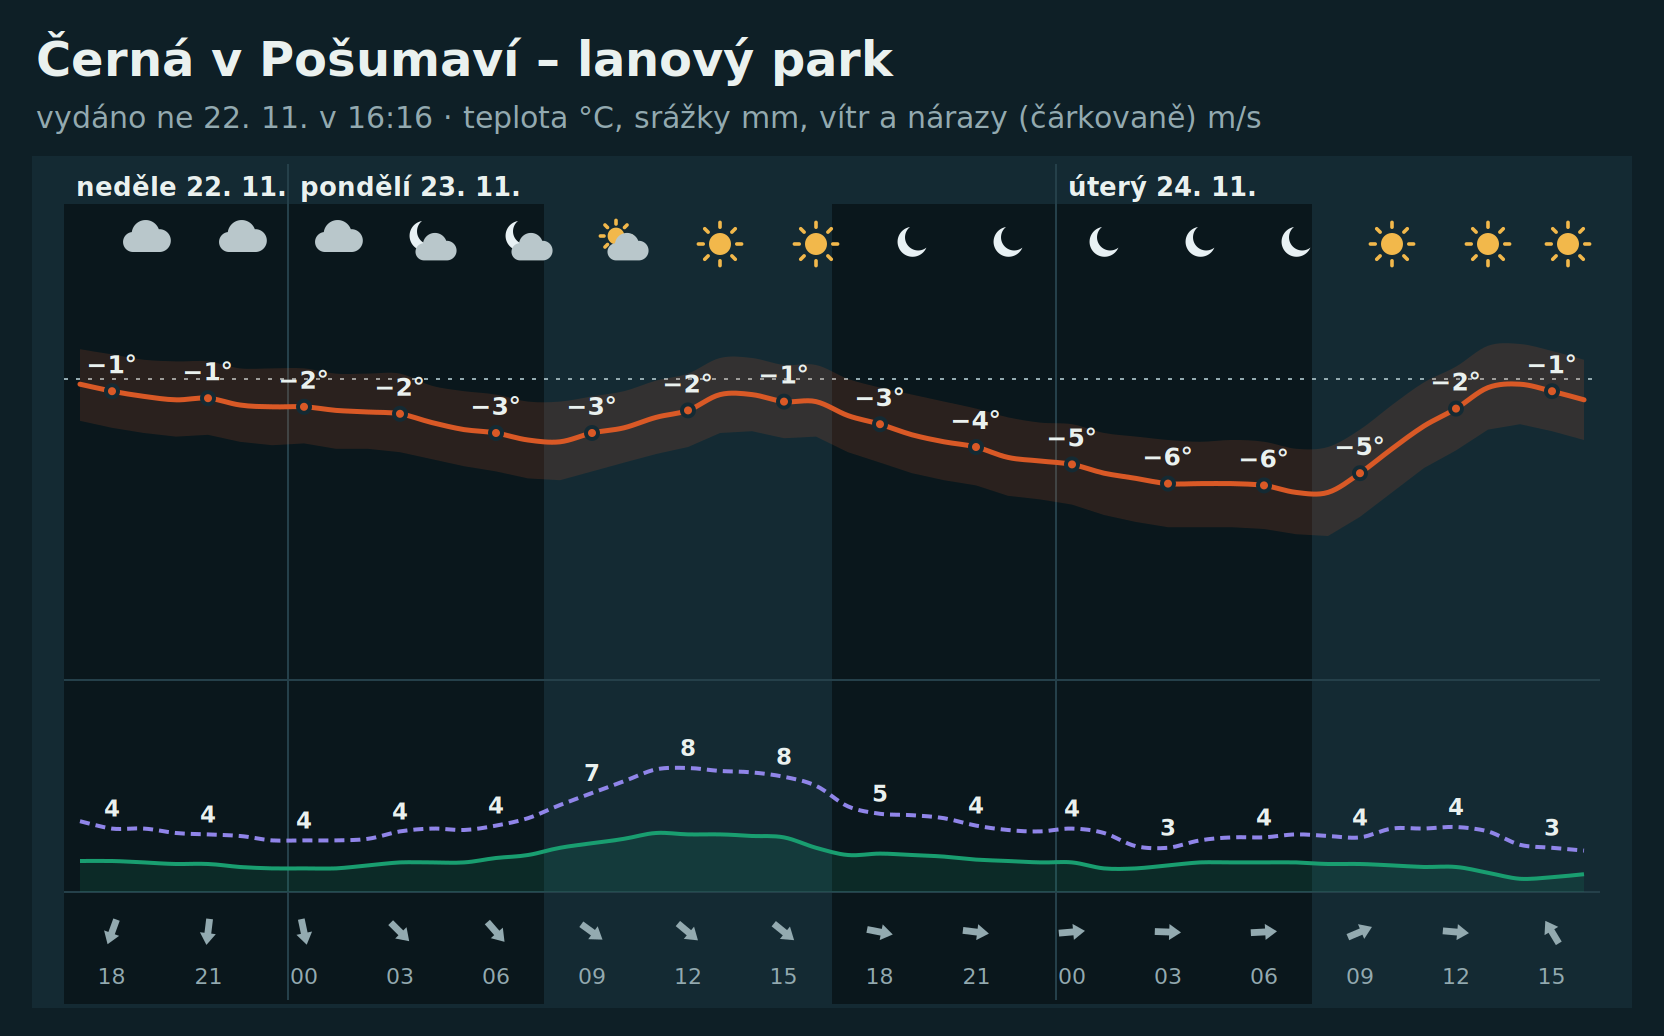 Černá v Pošumaví – lanový park
vydáno ne 22. 11. v 16:16 · teplota °C, srážky mm, vítr a nárazy (čárkovaně) m/s
neděle 22. 11. pondělí 23. 11. úterý 24. 11.
−1° −1° −2° −2° −3° −3° −2° −1° −3° −4° −5° −6° −6° −5° −2° −1°
4 4 4 4 4 7 8 8 5 4 4 3 4 4 4 3
18 21 00 03 06 09 12 15 18 21 00 03 06 09 12 15